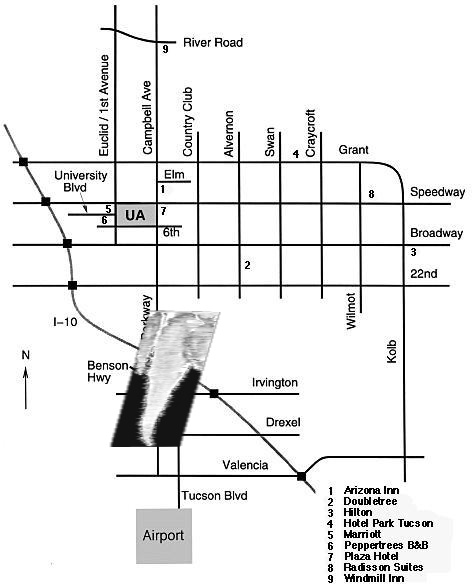 9 River Road
Euclid / 1st Avenue
Campbell Ave
Country Club
Alvernon
Swan
Craycroft
4
Grant
University
Blvd
Elm
1
8
Speedway
5
UA
7
6
6th
Broadway
2
3
22nd
I-10
Wilmot
Kolb
N
Benson
Hwy
Irvington
Drexel
Valencia
Tucson Blvd
Airport
1 Arizona Inn
2 Doubletree
3 Hilton
4 Hotel Park Tucson
5 Marriott
6 Peppertrees B&B
7 Plaza Hotel
8 Radisson Suites
9 Windmill Inn